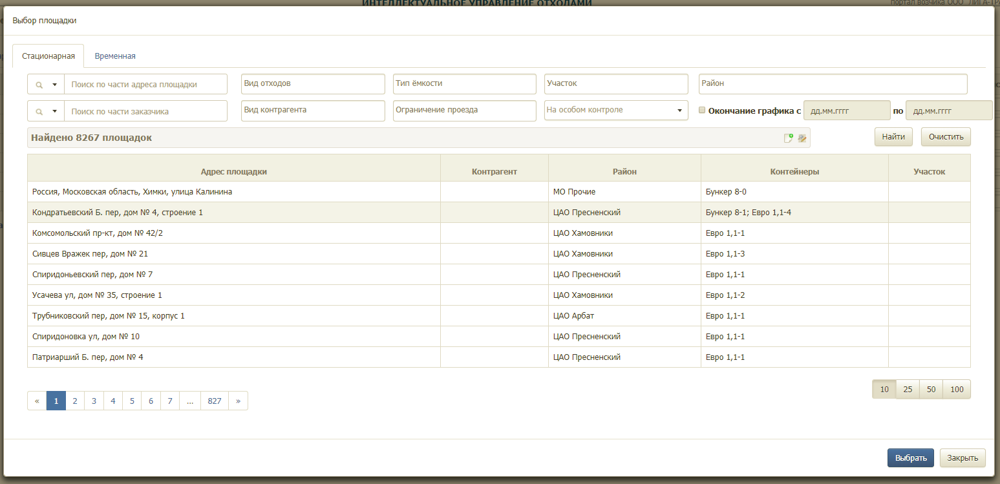 ИНТЕЛЛЕКТУАЛЬНОЕ УПРАВЛЕНИЕ ОТХОДАМИ
портал возчика ООО "ЛИГА-ТРА
Выбор площадки
Стационарная Временная
Поиск по части адреса площадки Вид отходов Тип ёмкости Участок Район
Поиск по части заказчика Вид контрагента Ограничение проезда На особом контроле Окончание графика с дд.мм.гггг по дд.мм.гггг
Найдено 8267 площадок Найти Очистить
Адрес площадки Контрагент Район Контейнеры Участок
Россия, Московская область, Химки, улица Калинина МО Прочие Бункер 8-0
Кондратьевский Б. пер, дом № 4, строение 1 ЦАО Пресненский Бункер 8-1; Евро 1,1-4
Комсомольский пр-кт, дом № 42/2 ЦАО Хамовники Евро 1,1-1
Сивцев Вражек пер, дом № 21 ЦАО Хамовники Евро 1,1-3
Спиридоньевский пер, дом № 7 ЦАО Пресненский Евро 1,1-1
Усачева ул, дом № 35, строение 1 ЦАО Хамовники Евро 1,1-2
Трубниковский пер, дом № 15, корпус 1 ЦАО Арбат Евро 1,1-1
Спиридоновка ул, дом № 10 ЦАО Пресненский Евро 1,1-1
Патриарший Б. пер, дом № 4 ЦАО Пресненский Евро 1,1-1
« 1 2 3 4 5 6 7 ... 827 » 10 25 50 100
Выбрать Закрыть